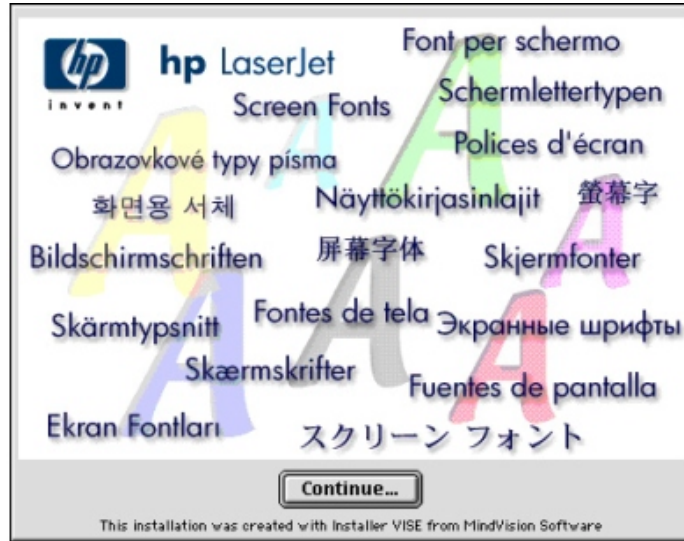 Font per schermo
hp
invent
hp LaserJet
Schermlettertypen
Screen Fonts
Polices d'écran
Obrazovkové typy písma
화면용 서체
Näyttökirjasinlajit
螢幕字
屏幕字体
Bildschirmschriften
Skjermfonter
Fontes de tela
Экранные шрифты
Skärmtypsnitt
Skærmskrifter
Fuentes de pantalla
Ekran Fontları
スクリーン フォント
Continue...
This installation was created with Installer VISE from MindVision Software